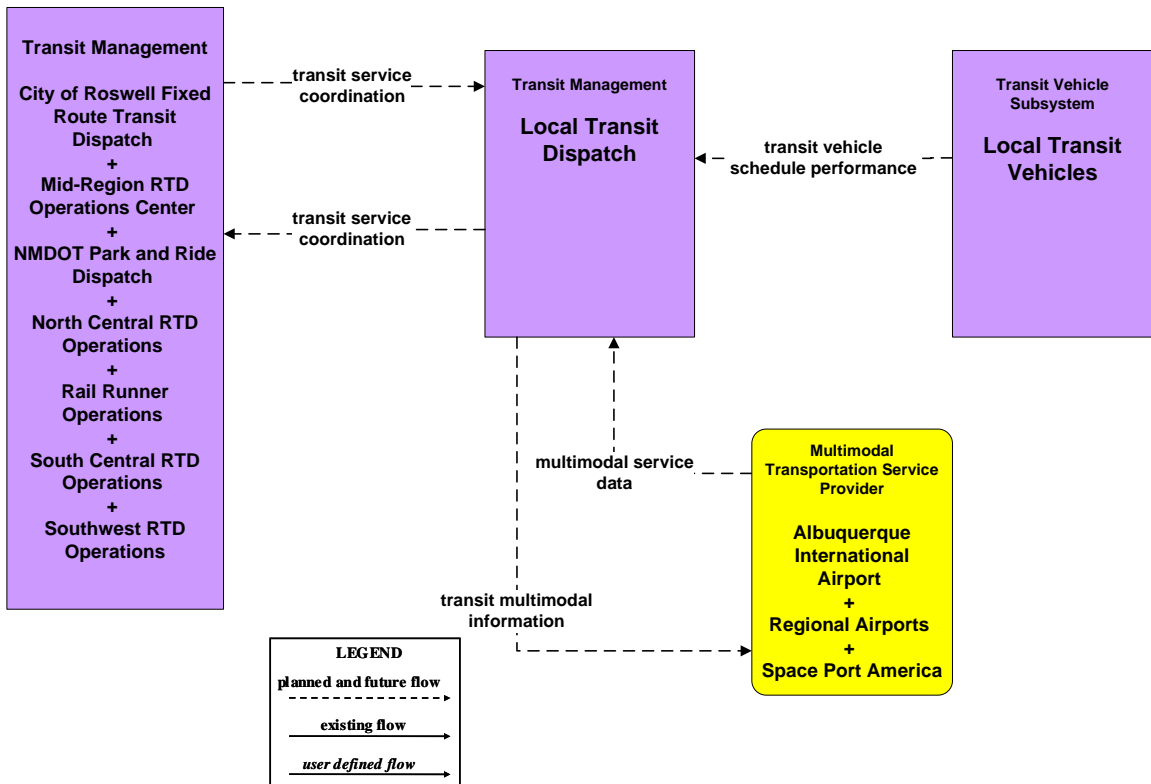 Transit Management
City of Roswell Fixed
Route Transit
Dispatch
+
Mid-Region RTD
Operations Center
+
NMDOT Park and Ride
Dispatch
+
North Central RTD
Operations
+
Rail Runner
Operations
+
South Central RTD
Operations
+
Southwest RTD
Operations
transit service
coordination
transit service
coordination
Transit Management
Local Transit
Dispatch
transit vehicle
schedule performance
Transit Vehicle
Subsystem
Local Transit
Vehicles
multimodal service
data
transit multimodal
information
Multimodal
Transportation Service
Provider
Albuquerque
International
Airport
+
Regional Airports
+
Space Port America
LEGEND
planned and future flow
existing flow
user defined flow